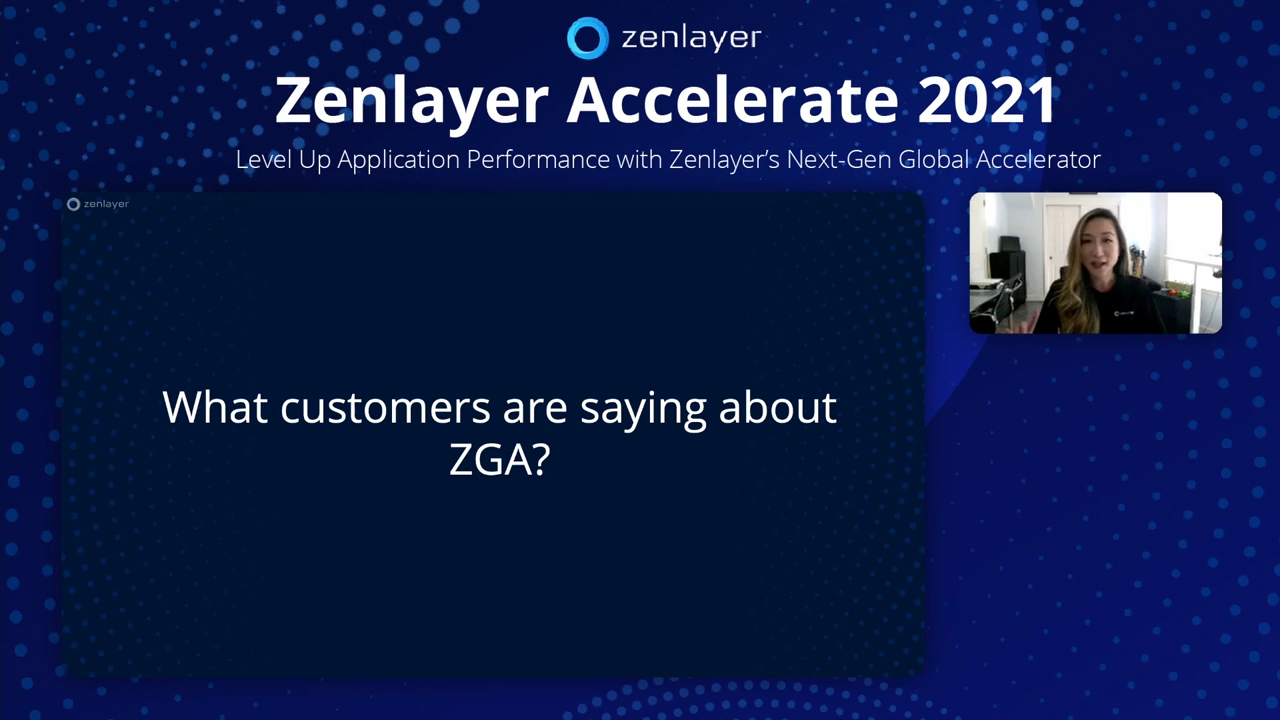 zenlayer
Zenlayer Accelerate 2021
Level Up Application Performance with Zenlayer’s Next-Gen Global Accelerator
zenlayer
What customers are saying about
ZGA?